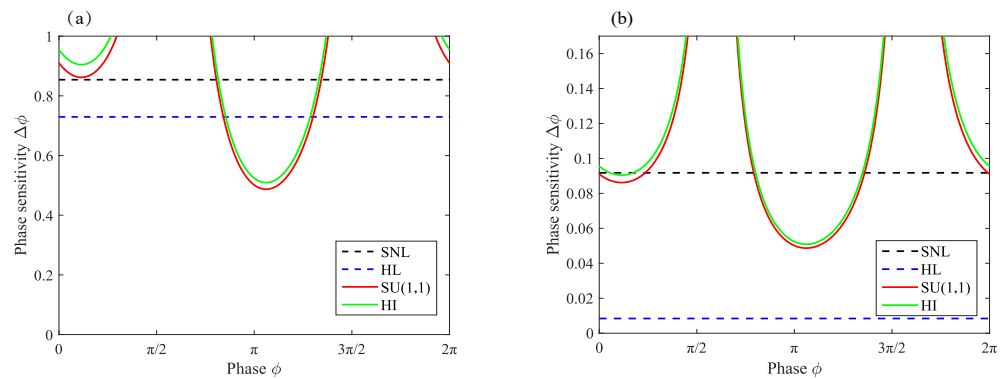 (a)
Phase sensitivity Δϕ
1
0.8
0.6
0.4
0.2
0
0
π/2
π
3π/2
2π
Phase ϕ
SNL
HL
SU(1,1)
HI
(b)
Phase sensitivity Δϕ
0.16
0.14
0.12
0.1
0.08
0.06
0.04
0.02
0
0
π/2
π
3π/2
2π
Phase ϕ
SNL
HL
SU(1,1)
HI